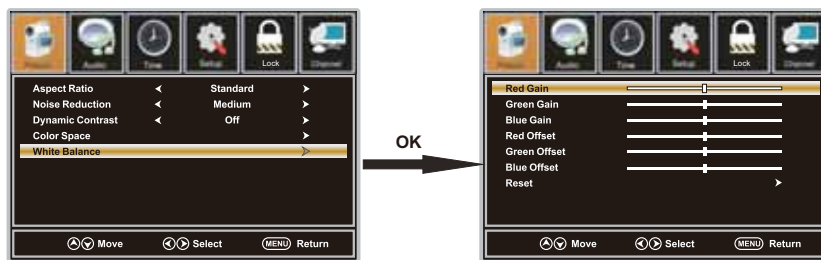 Audio Time Setup Lock Channel
Aspect Ratio Standard
Noise Reduction Medium
Dynamic Contrast Off
Color Space
White Balance
Move Select MENU Return
OK
Audio Time Setup Lock Channel
Red Gain
Green Gain
Blue Gain
Red Offset
Green Offset
Blue Offset
Reset
Move Select MENU Return